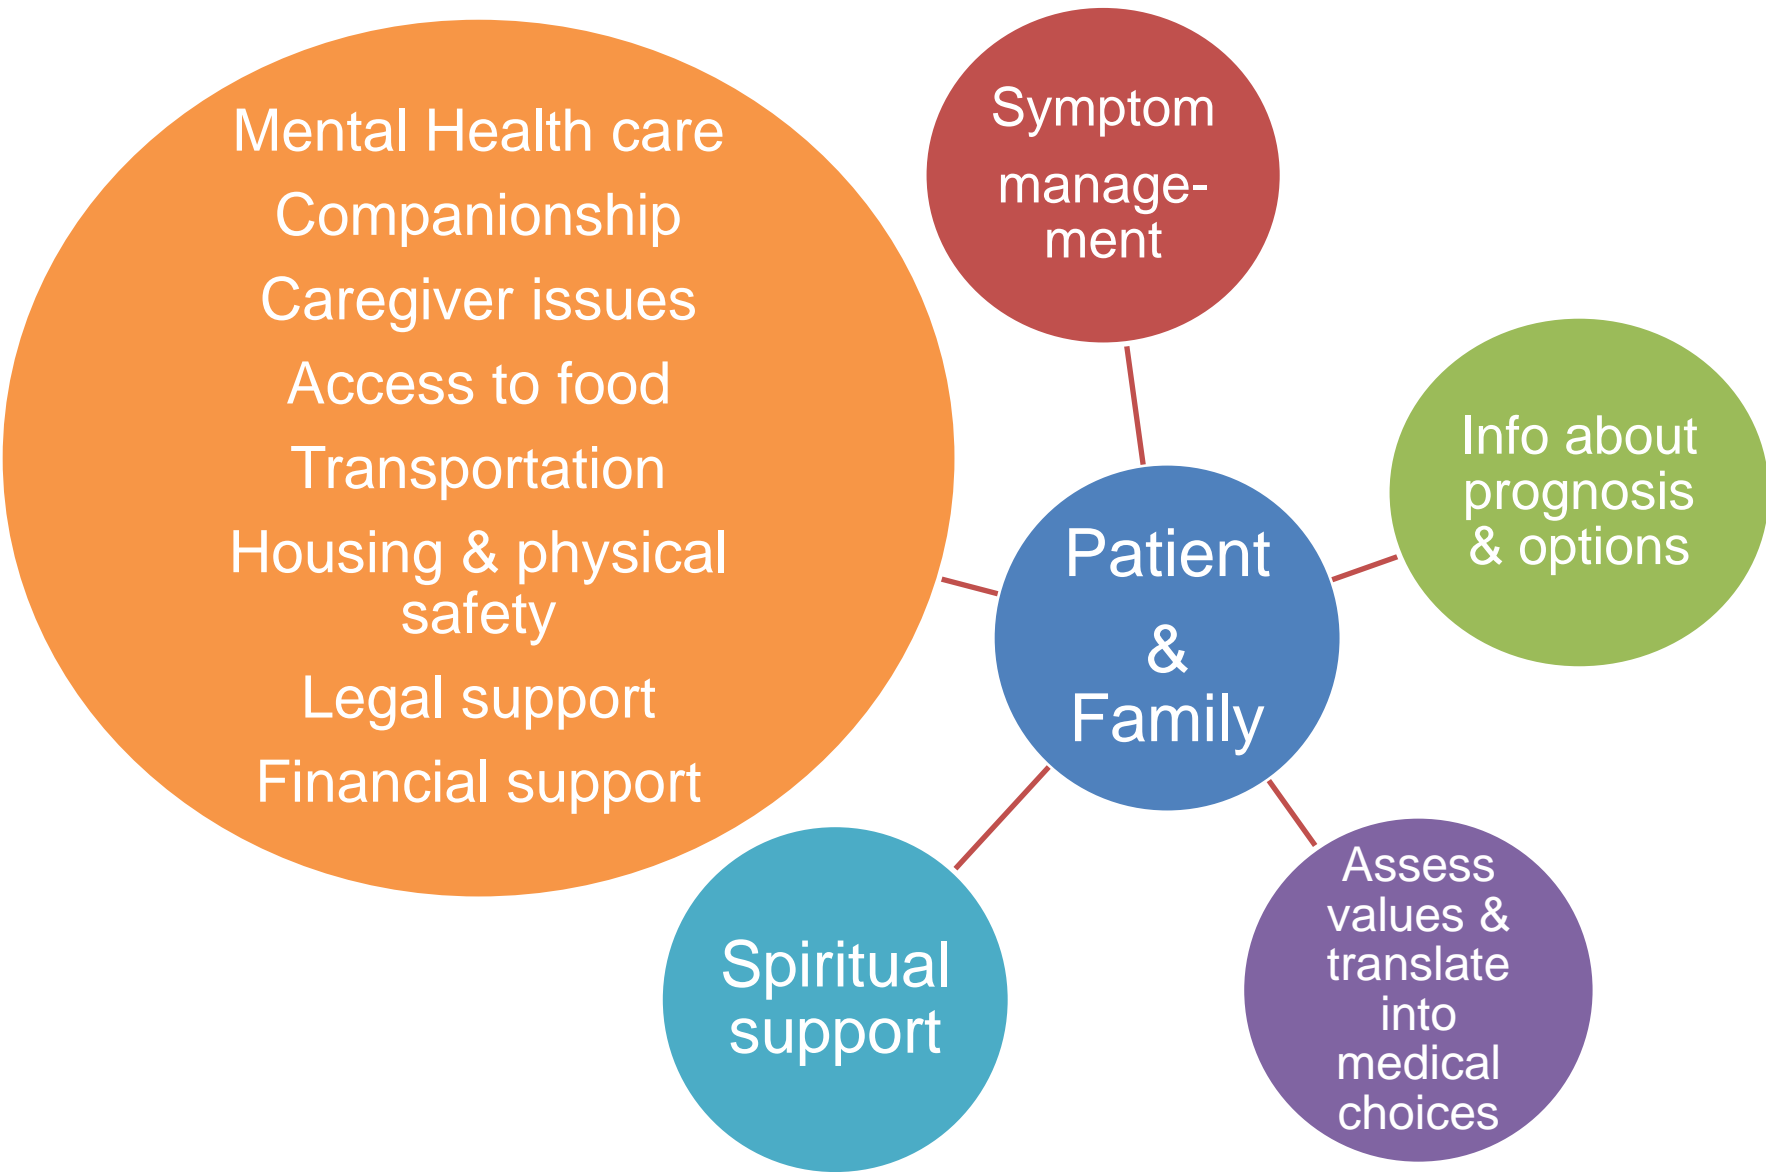 Mental Health care
Companionship
Caregiver issues
Access to food
Transportation
Housing & physical
safety
Legal support
Financial support
Symptom
manage-
ment
Info about
prognosis
& options
Patient
&
Family
Assess
values &
translate
into
medical
choices
Spiritual
support